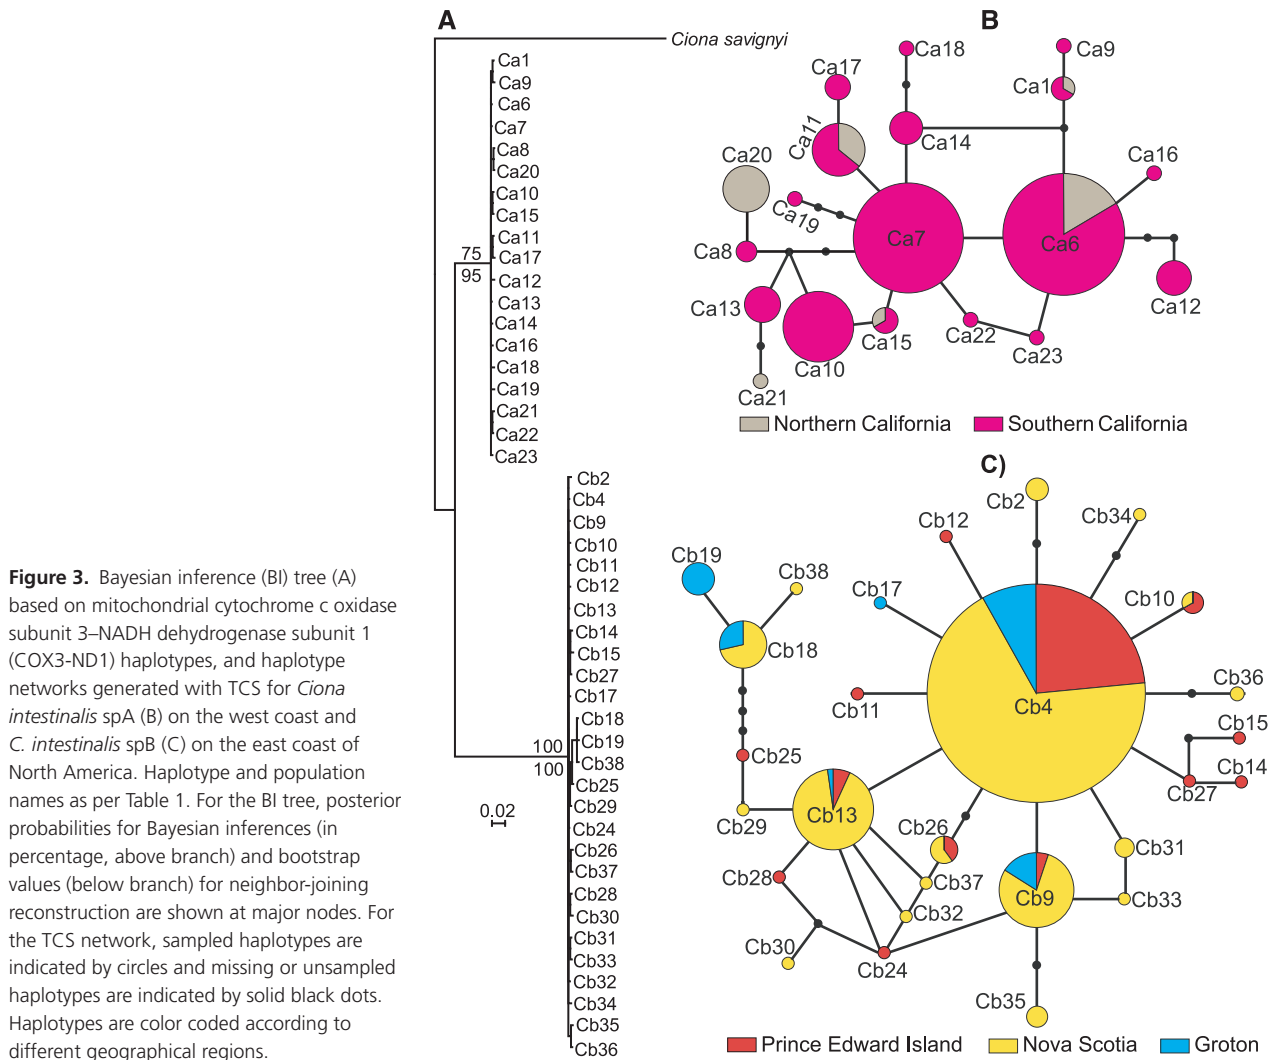 A
Ciona savignyi
Ca1
Ca9
Ca6
Ca7
Ca8
Ca20
Ca10
Ca15
Ca11
Ca17
Ca12
Ca13
Ca14
Ca16
Ca18
Ca19
Ca21
Ca22
Ca23
75
95
Cb2
Cb4
Cb9
Cb10
Cb11
Cb12
Cb13
Cb14
Cb15
Cb27
Cb17
Cb18
Cb19
Cb38
Cb25
Cb29
Cb24
Cb26
Cb37
Cb28
Cb30
Cb31
Cb33
Cb32
Cb34
Cb35
Cb36
100
100
0.02
B
Ca18
Ca9
Ca17
Ca1
Ca11
Ca14
Ca20
Ca16
Ca19
Ca7
Ca6
Ca8
Ca13
Ca12
Ca15
Ca22
Ca23
Ca10
Ca21
Northern California
Southern California
C)
Cb2
Cb34
Cb12
Cb19
Cb38
Cb17
Cb10
Cb18
Cb36
Cb4
Cb11
Cb15
Cb25
Cb14
Cb27
Cb29
Cb13
Cb26
Cb31
Cb28
Cb37
Cb9
Cb33
Cb32
Cb30
Cb24
Cb35
Prince Edward Island
Nova Scotia
Groton
Figure 3. Bayesian inference (BI) tree (A)
based on mitochondrial cytochrome c oxidase
subunit 3–NADH dehydrogenase subunit 1
(COX3-ND1) haplotypes, and haplotype
networks generated with TCS for Ciona
intestinalis spA (B) on the west coast and
C. intestinalis spB (C) on the east coast of
North America. Haplotype and population
names as per Table 1. For the BI tree, posterior
probabilities for Bayesian inferences (in
percentage, above branch) and bootstrap
values (below branch) for neighbor-joining
reconstruction are shown at major nodes. For
the TCS network, sampled haplotypes are
indicated by circles and missing or unsampled
haplotypes are indicated by solid black dots.
Haplotypes are color coded according to
different geographical regions.